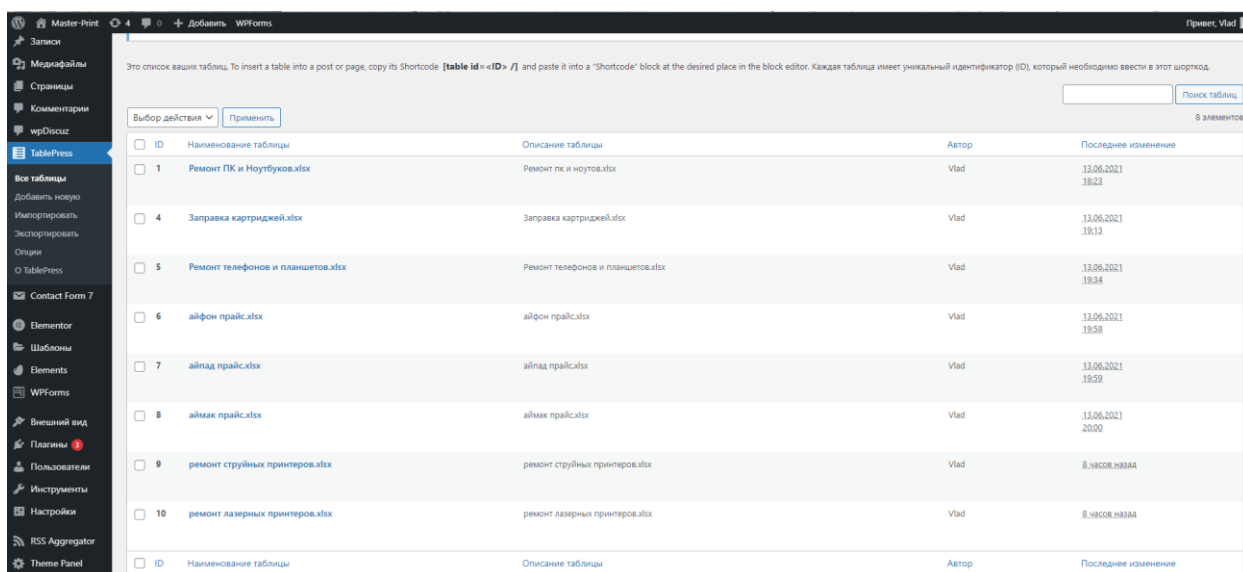 Master-Print 4 0 Добавить WPForms Привет, Vlad
Записи
Медиафайлы
Страницы
Комментарии
wpDiscuz
TablePress
Все таблицы
Добавить новую
Импортировать
Экспортировать
Опции
О TablePress
Contact Form 7
Elementor
Шаблоны
Elements
WPForms
Внешний вид
Плагины 3
Пользователи
Инструменты
Настройки
RSS Aggregator
Theme Panel
Это список ваших таблиц. To insert a table into a post or page, copy its Shortcode [table id=<ID> /] and paste it into a “Shortcode” block at the desired place in the block editor. Каждая таблица имеет уникальный идентификатор (ID), который необходимо ввести в этот шорткод.
Поиск таблиц
Выбор действия Применить 8 элементов
ID Наименование таблицы Описание таблицы Автор Последнее изменение
1 Ремонт ПК и Ноутбуков.xlsx Ремонт пк и ноутов.xlsx Vlad 13.06.2021
18:23
4 Заправка картриджей.xlsx Заправка картриджей.xlsx Vlad 13.06.2021
19:13
5 Ремонт телефонов и планшетов.xlsx Ремонт телефонов и планшетов.xlsx Vlad 13.06.2021
19:34
6 айфон прайс.xlsx айфон прайс.xlsx Vlad 13.06.2021
19:58
7 айпад прайс.xlsx айпад прайс.xlsx Vlad 13.06.2021
19:59
8 аймак прайс.xlsx аймак прайс.xlsx Vlad 13.06.2021
20:00
9 ремонт струйных принтеров.xlsx ремонт струйных принтеров.xlsx Vlad 8 часов назад
10 ремонт лазерных принтеров.xlsx ремонт лазерных принтеров.xlsx Vlad 8 часов назад
ID Наименование таблицы Описание таблицы Автор Последнее изменение